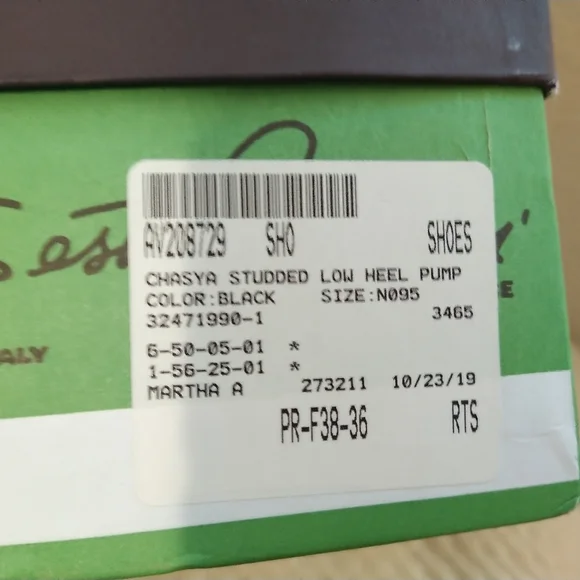 AV208729 SHO SHOES
CHASYA STUDDED LOW HEEL PUMP
COLOR:BLACK SIZE:N095
32471990-1 3465
6-50-05-01 *
1-56-25-01 *
MARTHA A 273211 10/23/19
PR-F38-36 RTS